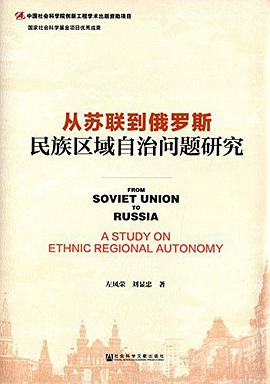 中国社会科学院创新工程学术出版资助项目
国家社会科学基金项目优秀成果
从苏联到俄罗斯
民族区域自治问题研究
FROM
SOVIET UNION
TO
RUSSIA
A STUDY ON
ETHNIC REGIONAL AUTONOMY
左凤荣 刘显忠 著
社会科学文献出版社